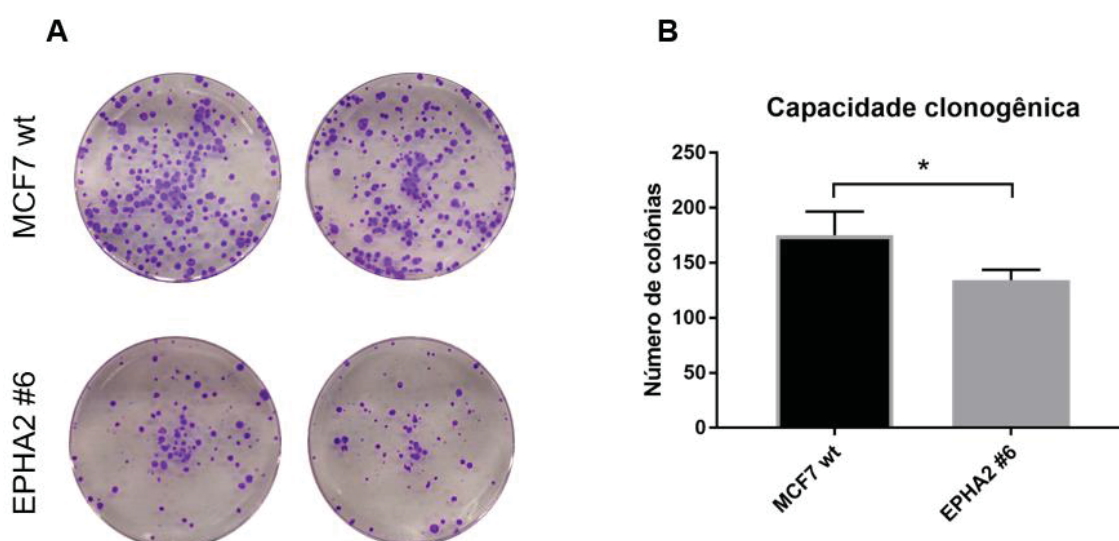 A
MCF7 wt
EPHA2 #6
B
Capacidade clonogênica
Número de colônias
250
200
150
100
50
0
*
MCF7 wt
EPHA2 #6